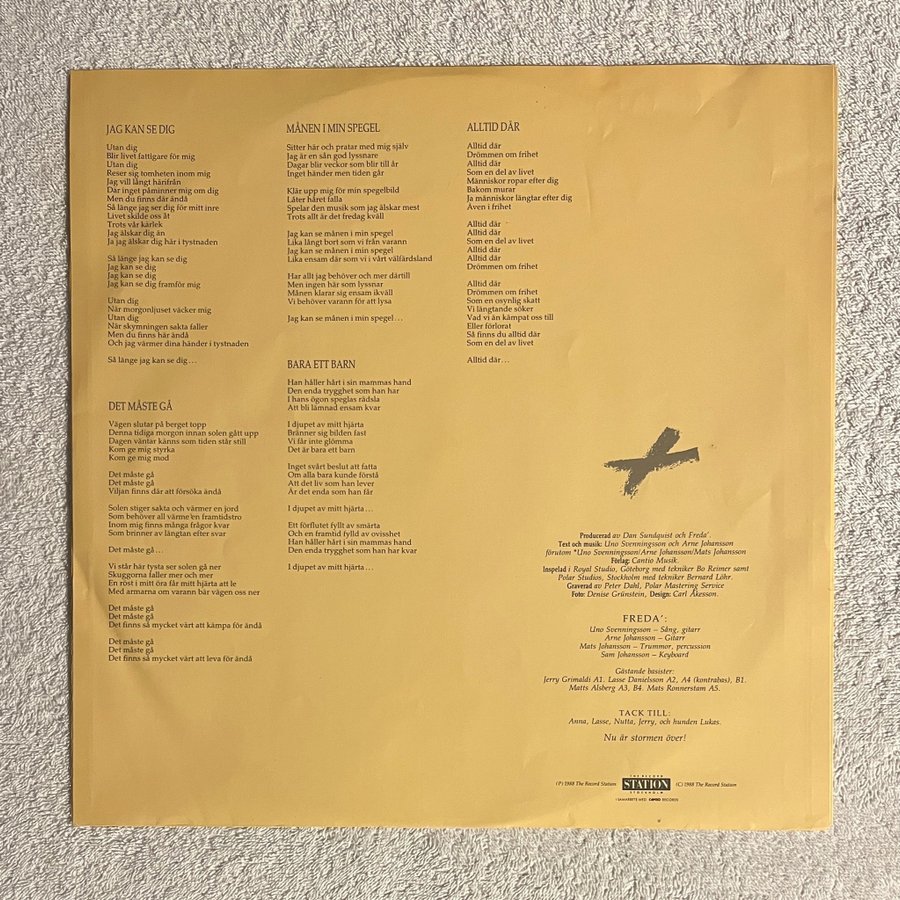 JAG KAN SE DIG
Utan dig
Blir livet fattigare för mig
Utan dig
Reser sig tomheten inom mig
Jag vill långt härifrån
Där inget påminner mig om dig
Men du finns där ändå
Så länge jag ser dig för mitt inre
Livet skilde oss åt
Trots vår kärlek
Jag älskar dig än
Ja jag älskar dig här i tystnaden
Så länge jag kan se dig
Jag kan se dig
Jag kan se dig
Jag kan se dig framför mig
Utan dig
När morgonljuset väcker mig
Utan dig
När skymningen sakta faller
Men du finns här ändå
Och jag värmer dina händer i tystnaden
Så länge jag kan se dig...
DET MÅSTE GÅ
Vägen slutar på berget topp
Denna tidiga morgon innan solen gått upp
Dagen väntar känns som tiden står still
Kom ge mig styrka
Kom ge mig mod
Det måste gå
Det måste gå
Viljan finns där att försöka ändå
Solen stiger sakta och värmer en jord
Som behöver all värme en framtidstro
Inom mig finns många frågor kvar
Som brinner av längtan efter svar
Det måste gå...
Vi står här tysta ser solen gå ner
Skuggorna faller mer och mer
En röst i mitt öra får mitt hjärta att le
Med armarna om varann bär vägen oss ner
Det måste gå
Det måste gå
Det finns så mycket värt att kämpa för ändå
Det måste gå
Det måste gå
Det finns så mycket värt att leva för ändå
MÅNEN I MIN SPEGEL
Sitter här och pratar med mig själv
Jag är en sån god lyssnare
Dagar blir veckor som blir till år
Inget händer men tiden går
Klär upp mig för min spegelbild
Låter håret falla
Spelar den musik som jag älskar mest
Trots allt är det fredag kväll
Jag kan se månen i min spegel
Lika långt bort som vi från varann
Jag kan se månen i min spegel
Lika ensam där som vi i vårt välfärdsland
Har allt jag behöver och mer därtill
Men ingen här som lyssnar
Månen klarar sig ensam ikväll
Vi behöver varann för att lysa
Jag kan se månen i min spegel...
BARA ETT BARN
Han håller hårt i sin mammas hand
Den enda trygghet som han har
I hans ögon speglas rädsla
Att bli lämnad ensam kvar
I djupet av mitt hjärta
Bränner sig bilden fast
Vi får inte glömma
Det är bara ett barn
Inget svårt beslut att fatta
Om alla bara kunde förstå
Att det liv som han lever
Är det enda som han får
I djupet av mitt hjärta...
Ett förflutet fyllt av smärta
Och en framtid fylld av ovisshet
Han håller hårt i sin mammas hand
Den enda trygghet som han har kvar
I djupet av mitt hjärta...
ALLTID DÄR
Alltid där
Drömmen om frihet
Alltid där
Som en del av livet
Människor ropar efter dig
Bakom murar
Ja människor längtar efter dig
Även i frihet
Alltid där
Alltid där
Som en del av livet
Alltid där
Alltid där
Drömmen om frihet
Alltid där
Drömmen om frihet
Som en osynlig skatt
Vi längtande söker
Vad vi än kämpat oss till
Eller förlorat
Så finns du alltid där
Som en del av livet
Alltid där...
Producerad av Dan Sundquist och Freda'.
Text och musik: Uno Svenningsson och Arne Johansson
förutom *Uno Svenningsson/Arne Johansson/Mats Johansson
Förlag: Cantio Musik.
Inspelad i Royal Studio, Göteborg med tekniker Bo Reimer samt
Polar Studios, Stockholm med tekniker Bernard Löhr.
Graverad av Peter Dahl, Polar Mastering Service
Foto: Denise Grünstein, Design: Carl Åkesson.
FREDA':
Uno Svenningsson – Sång, gitarr
Arne Johansson – Gitarr
Mats Johansson – Trummor, percussion
Sam Johansson – Keyboard
Gästande basister:
Jerry Grimaldi A1. Lasse Danielsson A2, A4 (kontrabas), B1.
Matts Alsberg A3, B4. Mats Ronnerstam A5.
TACK TILL:
Anna, Lasse, Nutta, Jerry, och hunden Lukas.
Nu är stormen över!
(P) 1988 The Record Station
THE RECORD
STATION
STOCKHOLM
(C) 1988 The Record Station
I SAMARBETE MED CANTIO RECORDS